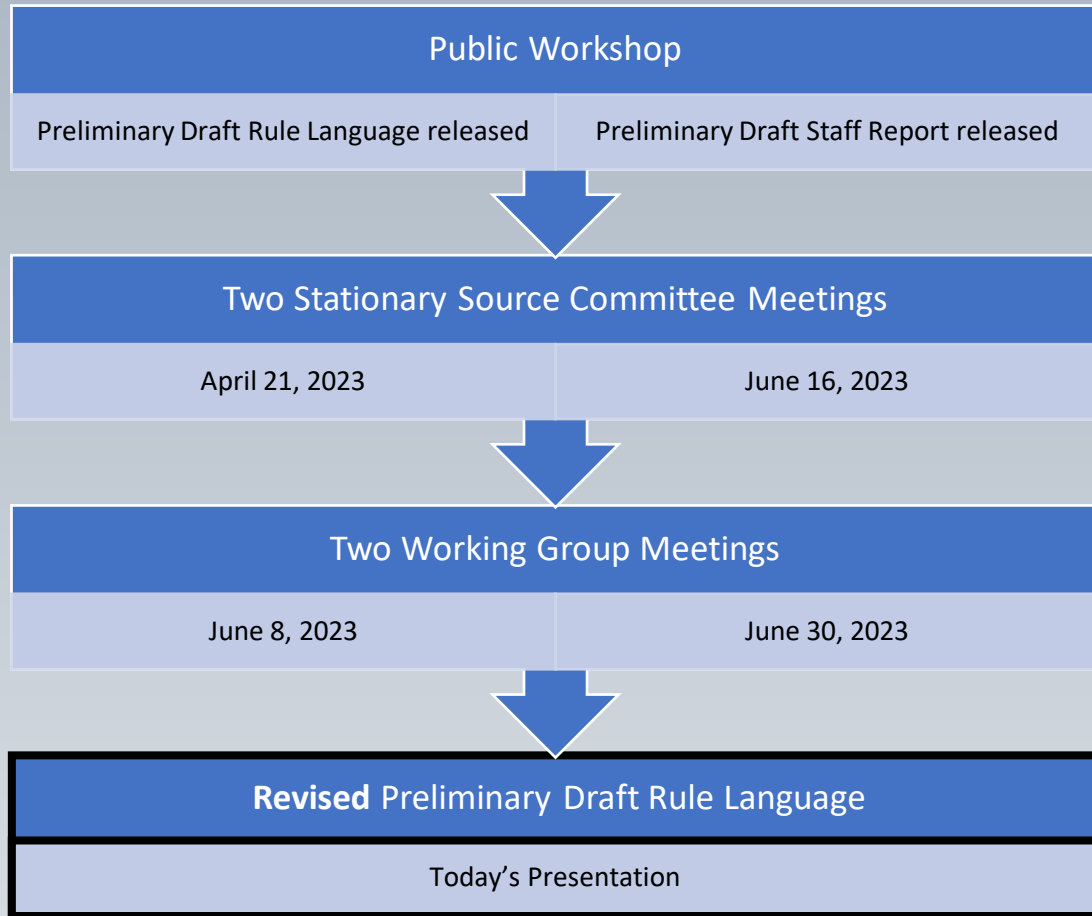 Public Workshop
Preliminary Draft Rule Language released
Preliminary Draft Staff Report released
Two Stationary Source Committee Meetings
April 21, 2023
June 16, 2023
Two Working Group Meetings
June 8, 2023
June 30, 2023
Revised Preliminary Draft Rule Language
Today’s Presentation